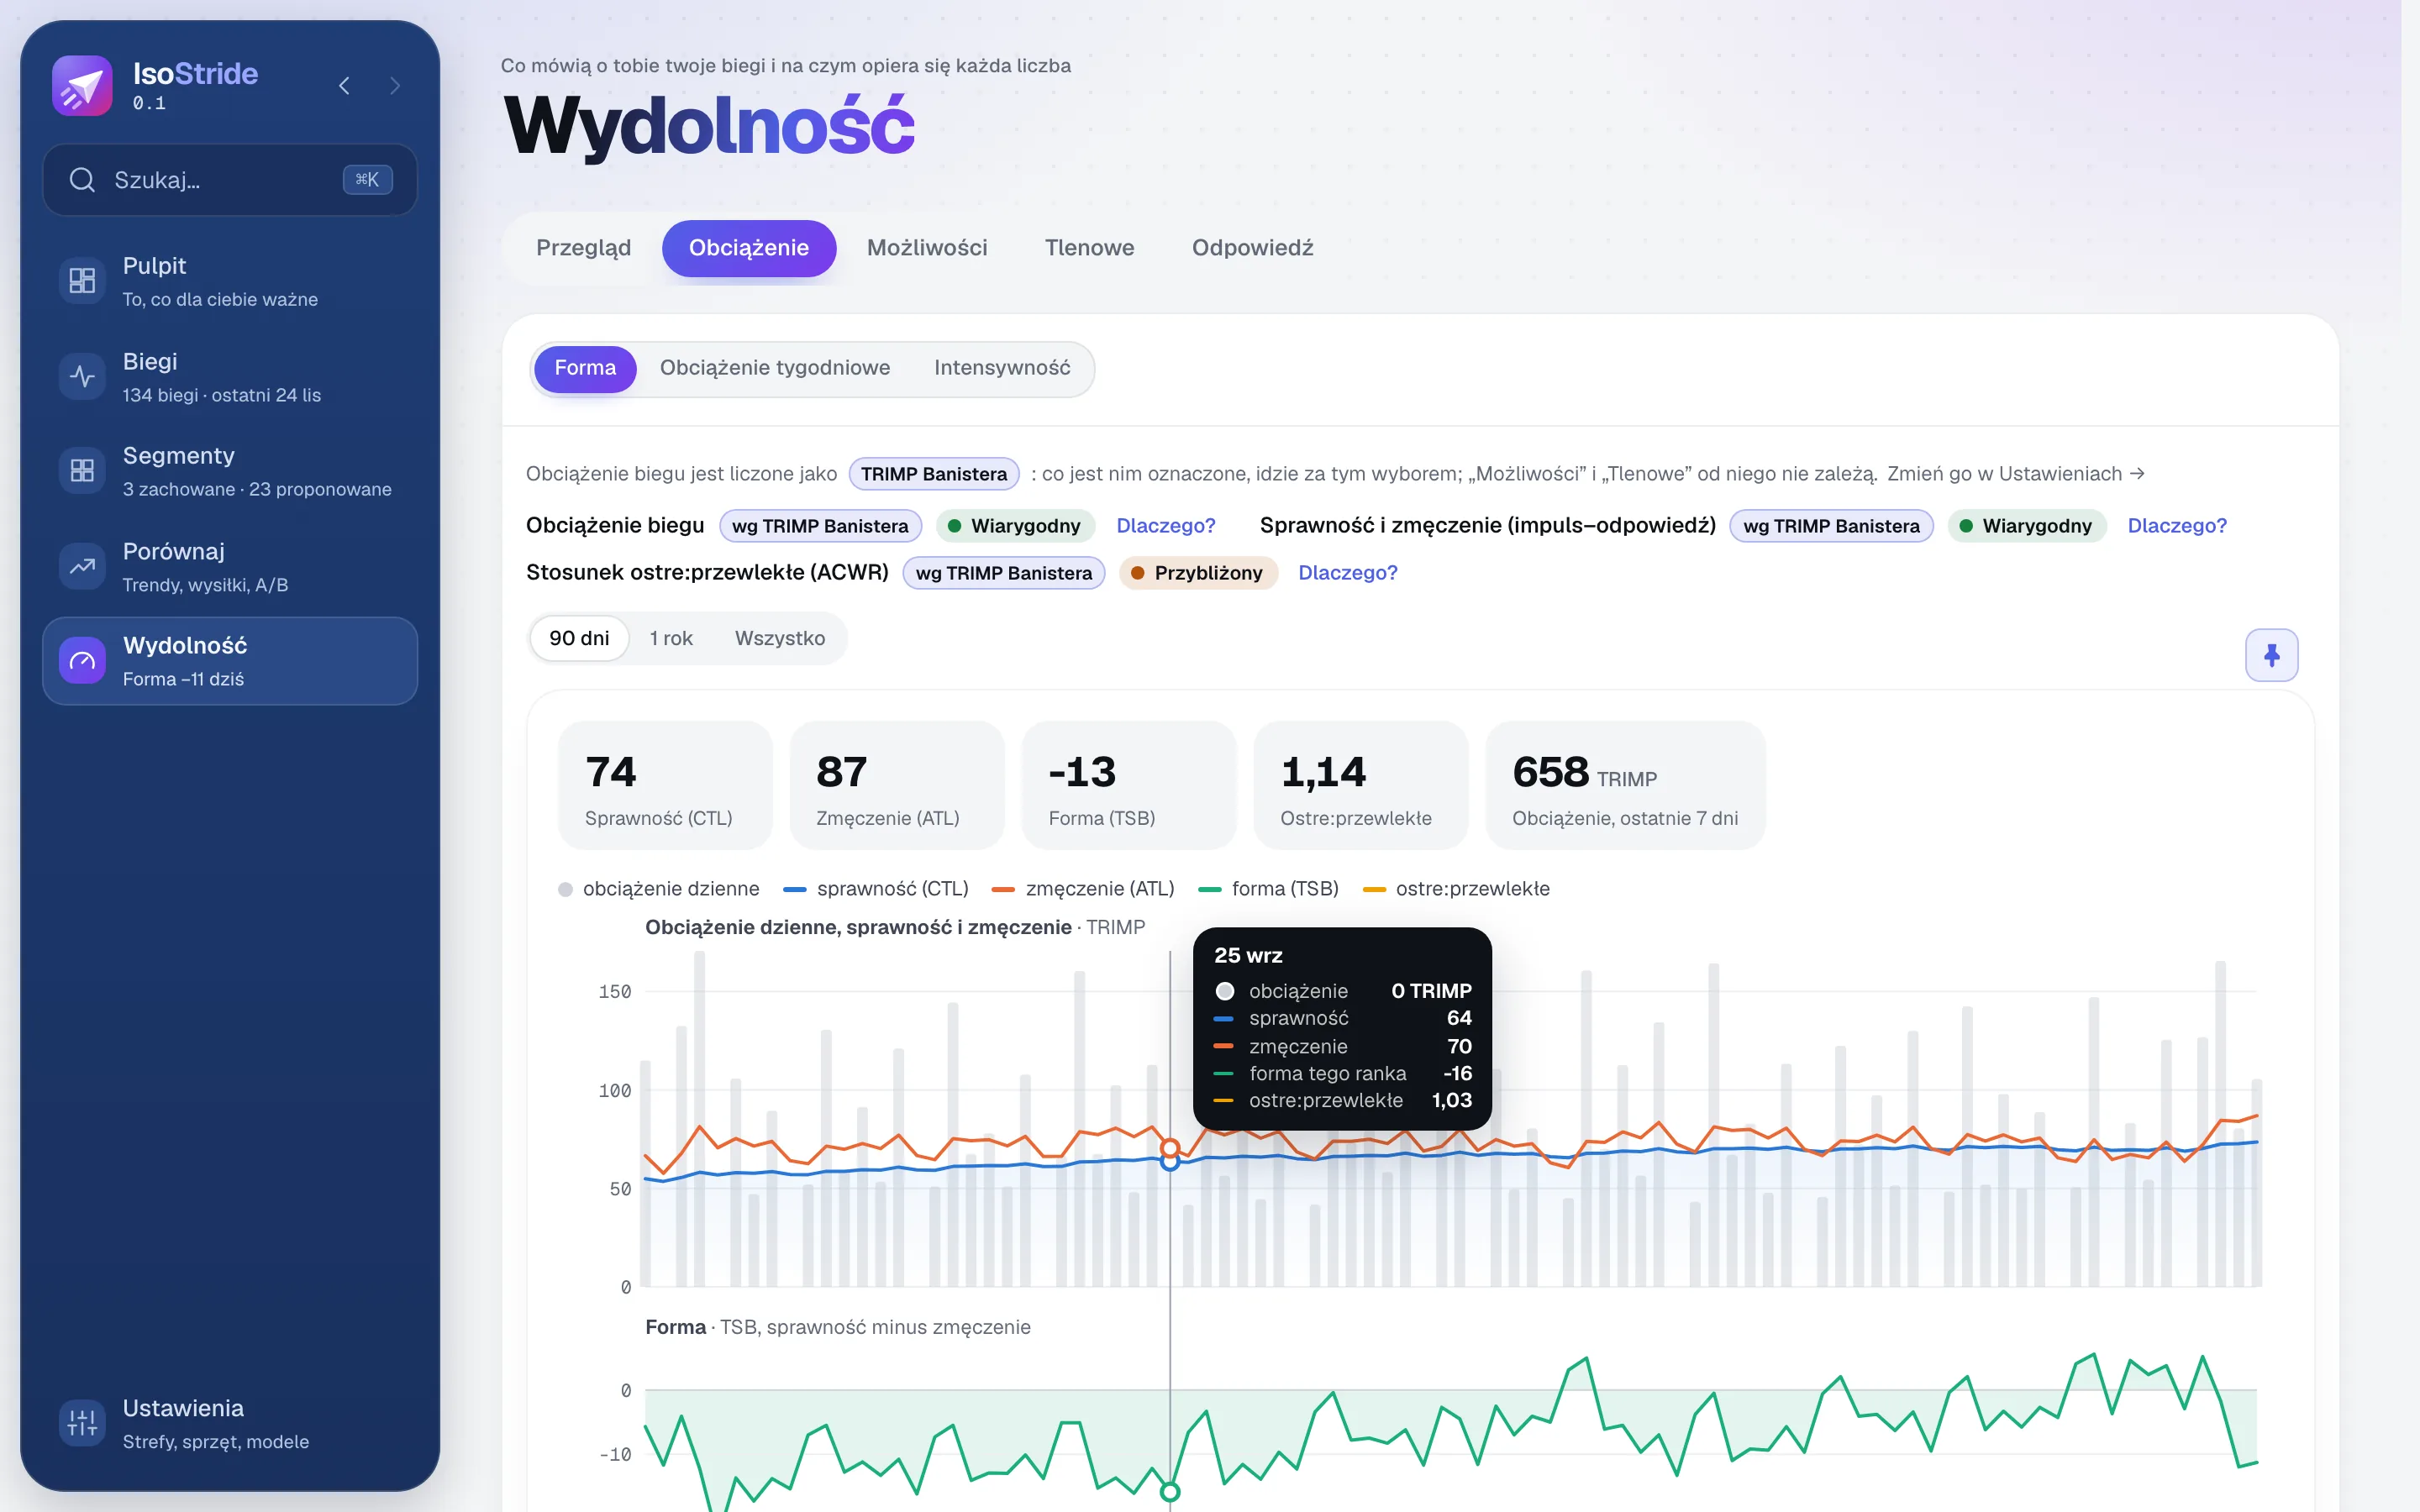 IsoStride
0.1
Szukaj…
⌘K
Pulpit
To, co dla ciebie ważne
Biegi
134 biegi · ostatni 24 lis
Segmenty
3 zachowane · 23 proponowane
Porównaj
Trendy, wysiłki, A/B
Wydolność
Forma −11 dziś
Ustawienia
Strefy, sprzęt, modele
Co mówią o tobie twoje biegi i na czym opiera się każda liczba
Wydolność
Przegląd Obciążenie Możliwości Tlenowe Odpowiedź
Forma Obciążenie tygodniowe Intensywność
Obciążenie biegu jest liczone jako TRIMP Banistera : co jest nim oznaczone, idzie za tym wyborem; „Możliwości” i „Tlenowe” od niego nie zależą. Zmień go w Ustawieniach →
Obciążenie biegu wg TRIMP Banistera Wiarygodny Dlaczego? Sprawność i zmęczenie (impuls–odpowiedź) wg TRIMP Banistera Wiarygodny Dlaczego?
Stosunek ostre:przewlekłe (ACWR) wg TRIMP Banistera Przybliżony Dlaczego?
90 dni 1 rok Wszystko
74 87 -13 1,14 658 TRIMP
Sprawność (CTL) Zmęczenie (ATL) Forma (TSB) Ostre:przewlekłe Obciążenie, ostatnie 7 dni
obciążenie dzienne sprawność (CTL) zmęczenie (ATL) forma (TSB) ostre:przewlekłe
Obciążenie dzienne, sprawność i zmęczenie · TRIMP
25 wrz
obciążenie 0 TRIMP
sprawność 64
zmęczenie 70
forma tego ranka -16
ostre:przewlekłe 1,03
150
100
50
0
Forma · TSB, sprawność minus zmęczenie
0
-10